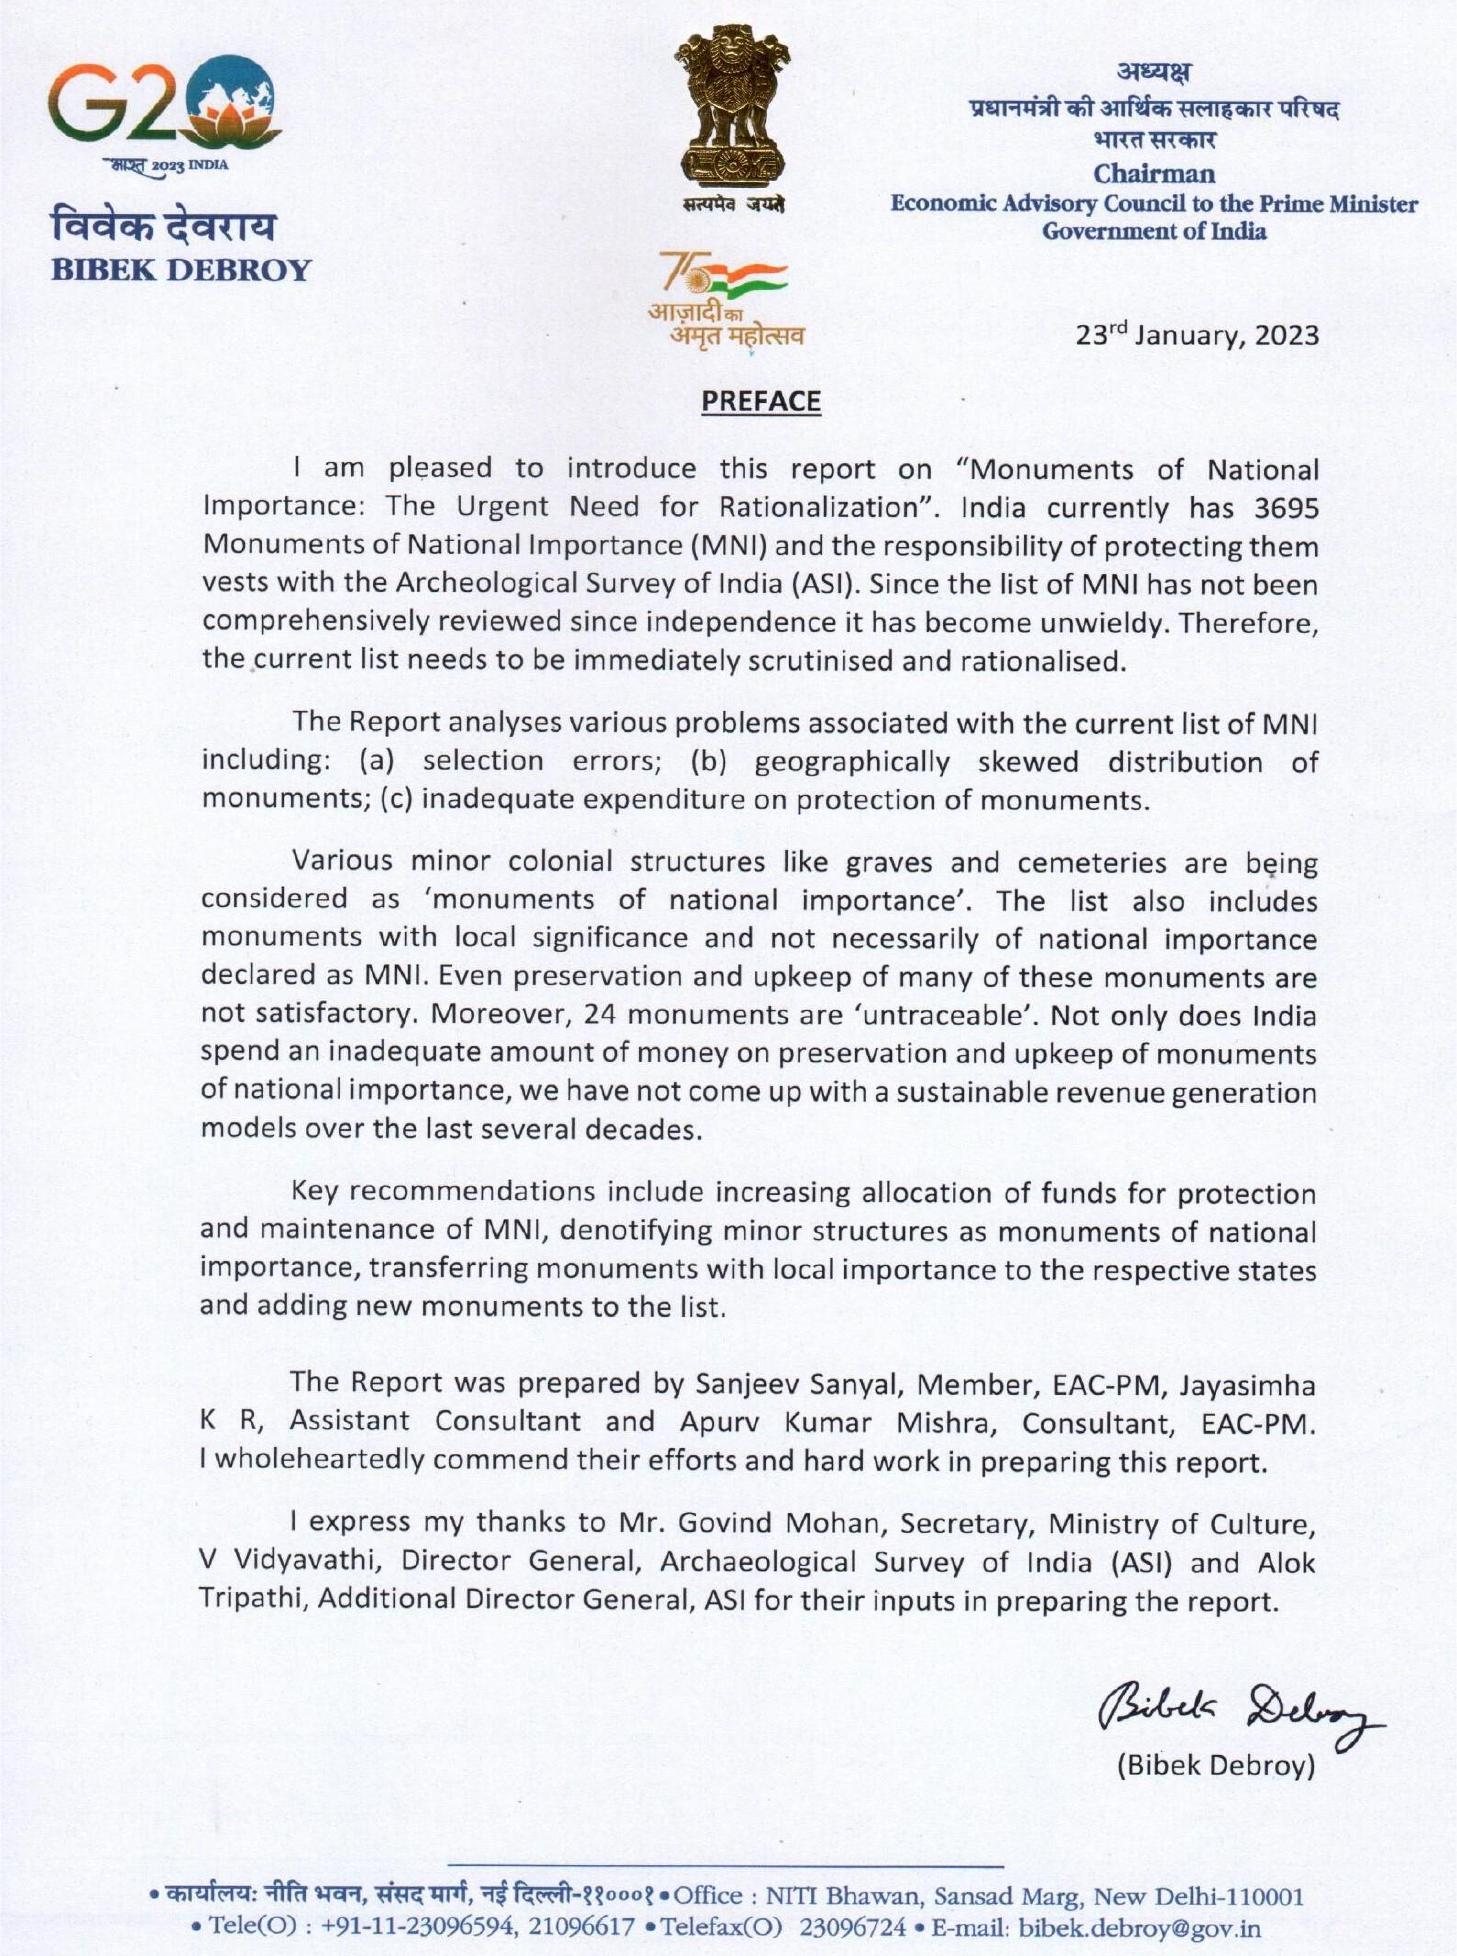 G20
भारत 2023 INDIA
विवेक देवराय
BIBEK DEBROY
सत्यमेव जयते
75
आज़ादी का
अमृत महोत्सव
अध्यक्ष
प्रधानमंत्री की आर्थिक सलाहकार परिषद
भारत सरकार
Chairman
Economic Advisory Council to the Prime Minister
Government of India
23rd January, 2023
PREFACE
I am pleased to introduce this report on “Monuments of National
Importance: The Urgent Need for Rationalization”. India currently has 3695
Monuments of National Importance (MNI) and the responsibility of protecting them
vests with the Archeological Survey of India (ASI). Since the list of MNI has not been
comprehensively reviewed since independence it has become unwieldy. Therefore,
the current list needs to be immediately scrutinised and rationalised.
The Report analyses various problems associated with the current list of MNI
including: (a) selection errors; (b) geographically skewed distribution of
monuments; (c) inadequate expenditure on protection of monuments.
Various minor colonial structures like graves and cemeteries are being
considered as ‘monuments of national importance’. The list also includes
monuments with local significance and not necessarily of national importance
declared as MNI. Even preservation and upkeep of many of these monuments are
not satisfactory. Moreover, 24 monuments are ‘untraceable’. Not only does India
spend an inadequate amount of money on preservation and upkeep of monuments
of national importance, we have not come up with a sustainable revenue generation
models over the last several decades.
Key recommendations include increasing allocation of funds for protection
and maintenance of MNI, denotifying minor structures as monuments of national
importance, transferring monuments with local importance to the respective states
and adding new monuments to the list.
The Report was prepared by Sanjeev Sanyal, Member, EAC-PM, Jayasimha
K R, Assistant Consultant and Apurv Kumar Mishra, Consultant, EAC-PM.
I wholeheartedly commend their efforts and hard work in preparing this report.
I express my thanks to Mr. Govind Mohan, Secretary, Ministry of Culture,
V Vidyavathi, Director General, Archaeological Survey of India (ASI) and Alok
Tripathi, Additional Director General, ASI for their inputs in preparing the report.
Bibek Debroy
(Bibek Debroy)
• कार्यालय: नीति भवन, संसद मार्ग, नई दिल्ली-११०००१ • Office : NITI Bhawan, Sansad Marg, New Delhi-110001
• Tele(O) : +91-11-23096594, 21096617 • Telefax(O) 23096724 • E-mail: bibek.debroy@gov.in